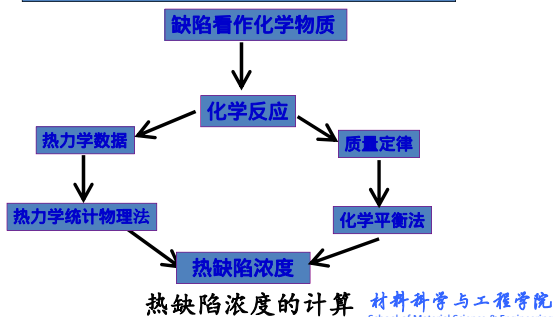 缺陷看作化学物质
化学反应
热力学数据
质量定律
热力学统计物理法
化学平衡法
热缺陷浓度
热缺陷浓度的计算
材料科学与工程学院